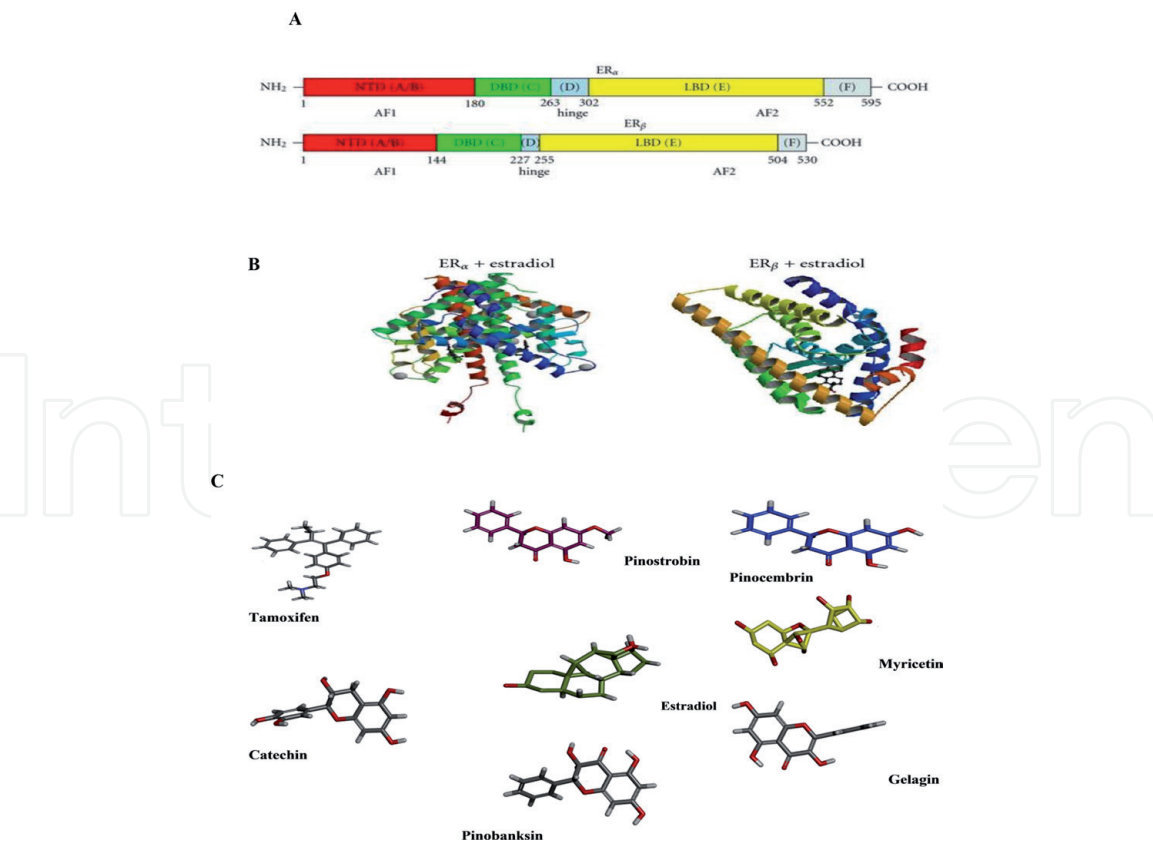 A
ERα
NH2 NTD (A/B) DBD (C) (D) LBD (E) (F) COOH
1 180 263 302 552 595
AF1 hinge AF2
ERβ
NH2 NTD (A/B) DBD (C) (D) LBD (E) (F) COOH
1 144 227 255 504 530
AF1 hinge AF2
B
ERα + estradiol ERβ + estradiol
Int en
C
Pinostrobin
Pinocembrin
Tamoxifen
Myricetin
Estradiol
Catechin
Gelagin
Pinobanksin